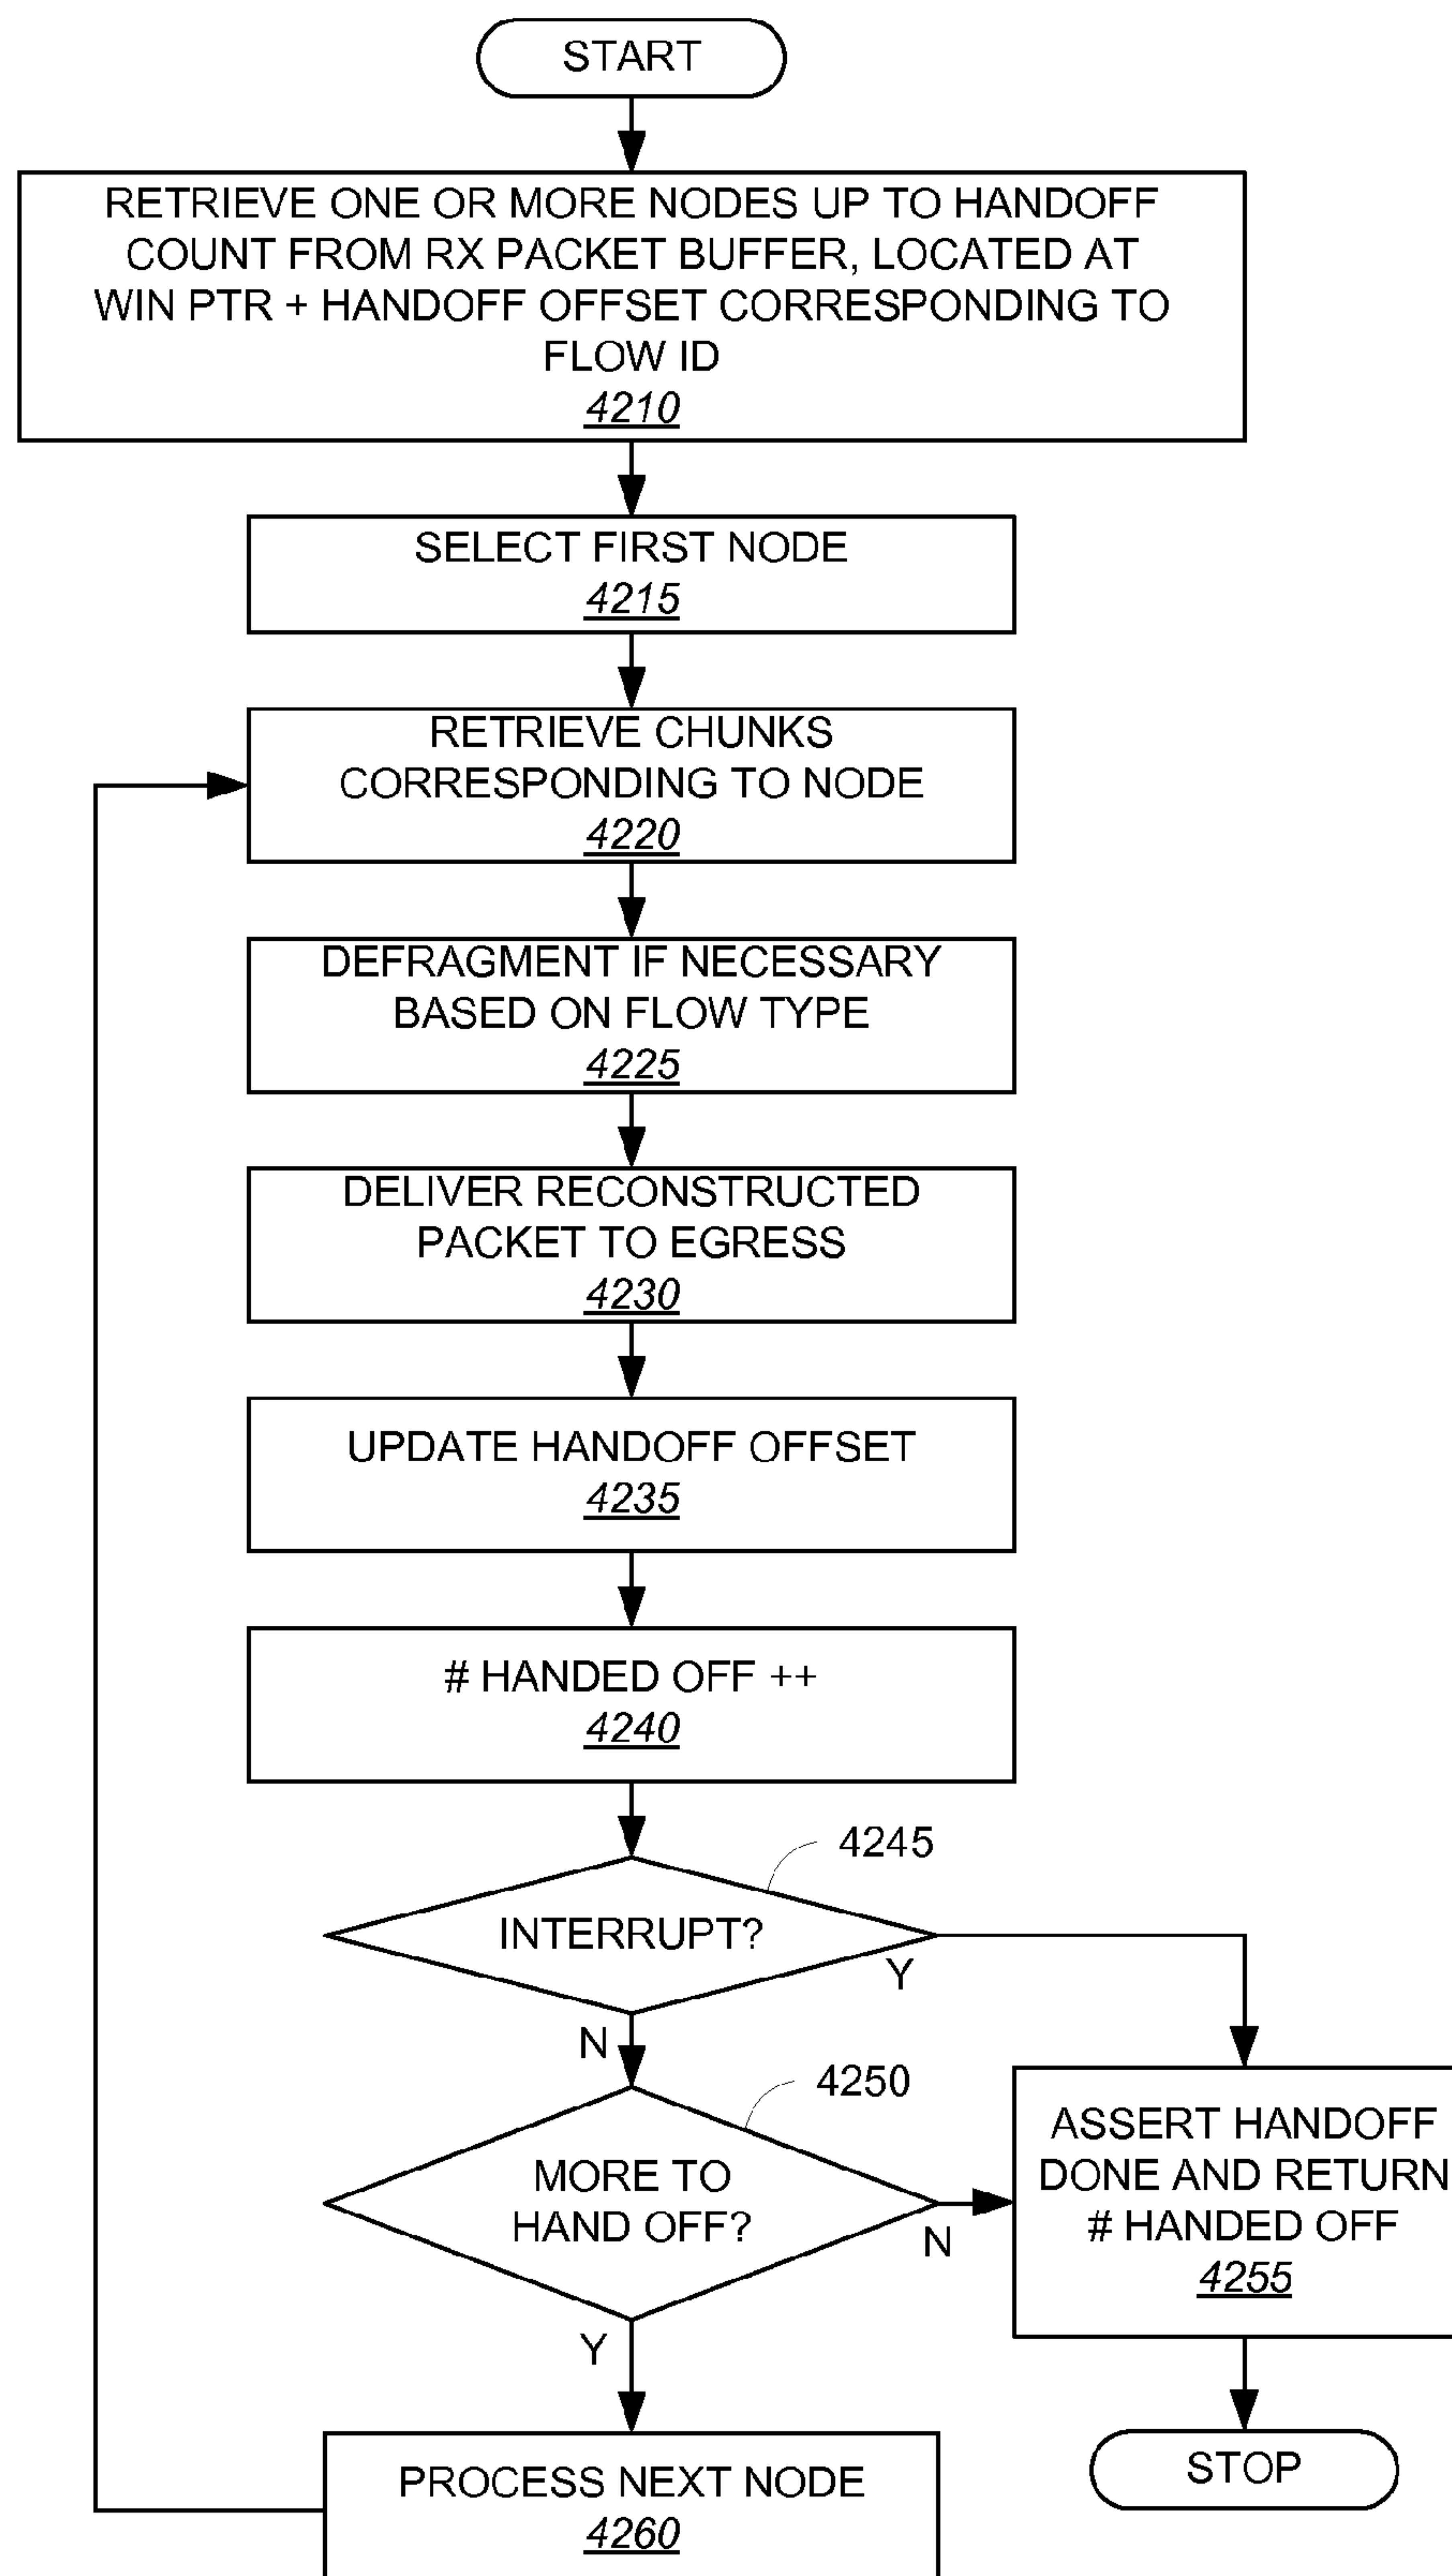 START
RETRIEVE ONE OR MORE NODES UP TO HANDOFF
COUNT FROM RX PACKET BUFFER, LOCATED AT
WIN PTR + HANDOFF OFFSET CORRESPONDING TO
FLOW ID
4210
SELECT FIRST NODE
4215
RETRIEVE CHUNKS
CORRESPONDING TO NODE
4220
DEFRAGMENT IF NECESSARY
BASED ON FLOW TYPE
4225
DELIVER RECONSTRUCTED
PACKET TO EGRESS
4230
UPDATE HANDOFF OFFSET
4235
# HANDED OFF ++
4240
4245
INTERRUPT?
Y
N
4250
MORE TO
HAND OFF?
N
Y
ASSERT HANDOFF
DONE AND RETURN
# HANDED OFF
4255
STOP
PROCESS NEXT NODE
4260